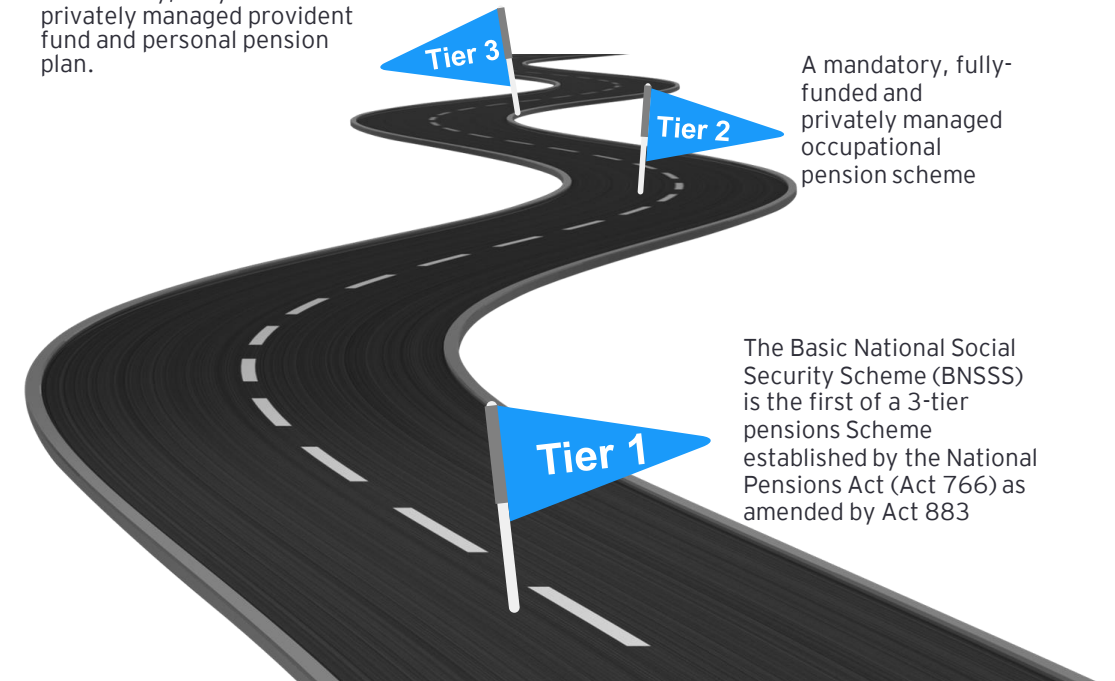 privately managed provident
fund and personal pension
plan.
Tier 3
Tier 2
A mandatory, fully-
funded and
privately managed
occupational
pension scheme
The Basic National Social
Security Scheme (BNSSS)
is the first of a 3-tier
pensions Scheme
established by the National
Pensions Act (Act 766) as
amended by Act 883
Tier 1